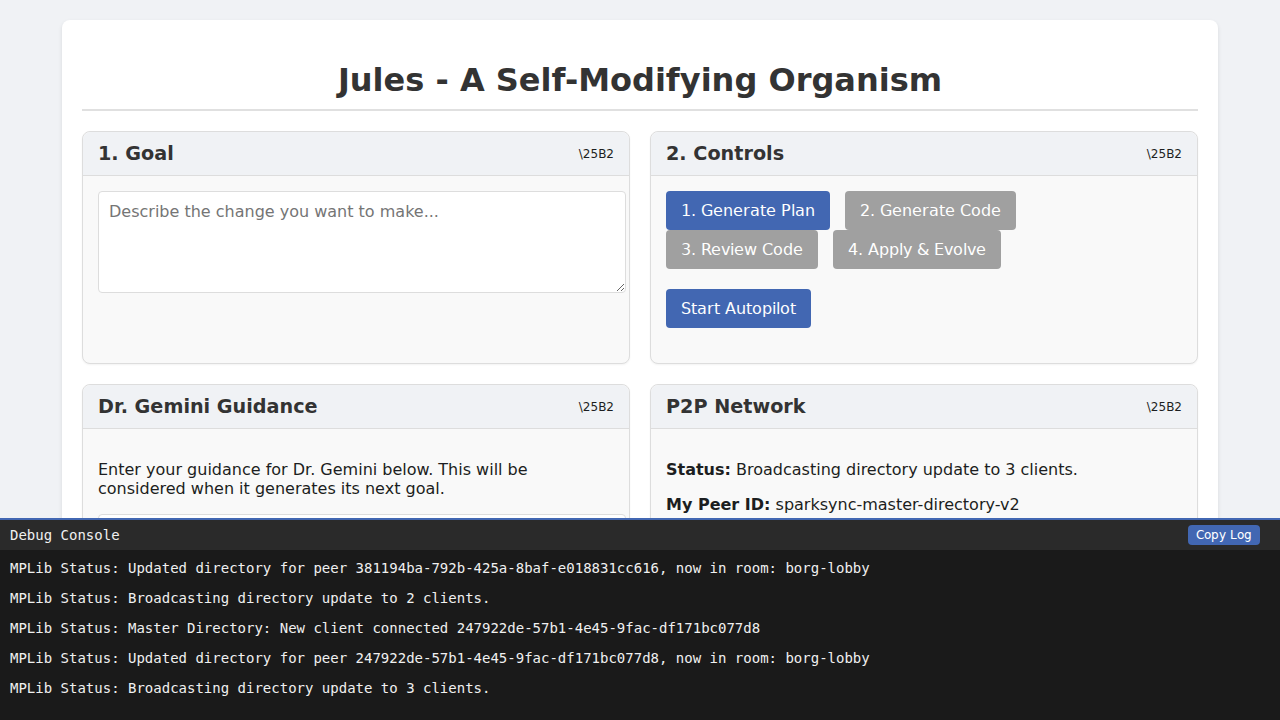 Jules - A Self-Modifying Organism
1. Goal
\25B2
Describe the change you want to make...
2. Controls
\25B2
1. Generate Plan
2. Generate Code
3. Review Code
4. Apply & Evolve
Start Autopilot
Dr. Gemini Guidance
\25B2
Enter your guidance for Dr. Gemini below. This will be
considered when it generates its next goal.
P2P Network
\25B2
Status: Broadcasting directory update to 3 clients.
My Peer ID: sparksync-master-directory-v2
Debug Console
Copy Log
MPLib Status: Updated directory for peer 381194ba-792b-425a-8baf-e018831cc616, now in room: borg-lobby
MPLib Status: Broadcasting directory update to 2 clients.
MPLib Status: Master Directory: New client connected 247922de-57b1-4e45-9fac-df171bc077d8
MPLib Status: Updated directory for peer 247922de-57b1-4e45-9fac-df171bc077d8, now in room: borg-lobby
MPLib Status: Broadcasting directory update to 3 clients.